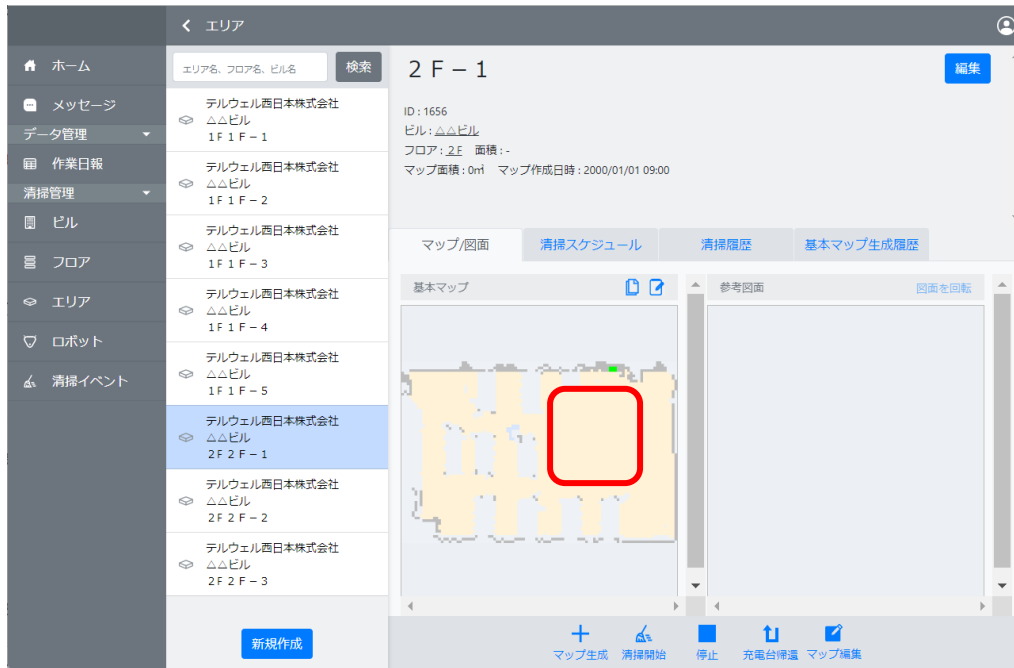 エリア
ホーム
メッセージ
データ管理
作業日報
清掃管理
ビル
フロア
エリア
ロボット
清掃イベント
エリア名、フロア名、ビル名
検索
テルウェル西日本株式会社
△△ビル
1F 1Ｆ－1
テルウェル西日本株式会社
△△ビル
1F 1Ｆ－2
テルウェル西日本株式会社
△△ビル
1F 1Ｆ－3
テルウェル西日本株式会社
△△ビル
1F 1Ｆ－4
テルウェル西日本株式会社
△△ビル
1F 1Ｆ－5
テルウェル西日本株式会社
△△ビル
2F 2Ｆ－1
テルウェル西日本株式会社
△△ビル
2F 2Ｆ－2
テルウェル西日本株式会社
△△ビル
2F 2Ｆ－3
新規作成
２Ｆ－１
編集
ID : 1656
ビル : △△ビル
フロア : 2F 面積 : -
マップ面積 : 0㎡ マップ作成日時 : 2000/01/01 09:00
マップ/図面 清掃スケジュール 清掃履歴 基本マップ生成履歴
基本マップ
参考図面 図面を回転
マップ生成 清掃開始 停止 充電台帰還 マップ編集